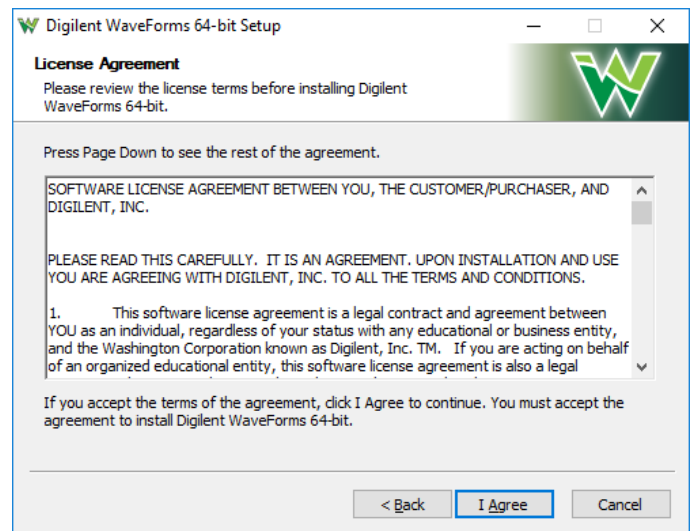 Digilent WaveForms 64-bit Setup
License Agreement
Please review the license terms before installing Digilent
WaveForms 64-bit.
Press Page Down to see the rest of the agreement.
SOFTWARE LICENSE AGREEMENT BETWEEN YOU, THE CUSTOMER/PURCHASER, AND
DIGILENT, INC.
PLEASE READ THIS CAREFULLY.  IT IS AN AGREEMENT. UPON INSTALLATION AND USE
YOU ARE AGREEING WITH DIGILENT, INC. TO ALL THE TERMS AND CONDITIONS.
1. This software license agreement is a legal contract and agreement between
YOU as an individual, regardless of your status with any educational or business entity,
and the Washington Corporation known as Digilent, Inc. TM.  If you are acting on behalf
of an organized educational entity, this software license agreement is also a legal
If you accept the terms of the agreement, click I Agree to continue. You must accept the
agreement to install Digilent WaveForms 64-bit.
< Back I Agree Cancel